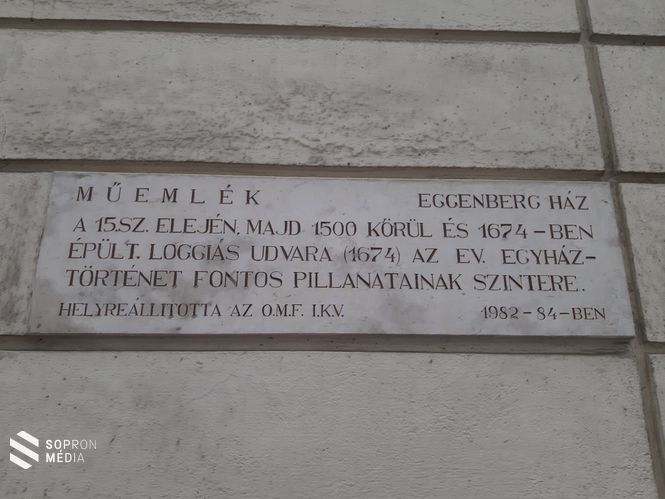 MŰEMLÉK EGGENBERG HÁZ
A 15.SZ. ELEJÉN, MAJD 1500 KÖRÜL ÉS 1674-BEN
ÉPÜLT. LOGGIÁS UDVARA (1674) AZ EV. EGYHÁZ-
TÖRTÉNET FONTOS PILLANATAINAK SZINTERE.
HELYREÁLLITOTTA AZ O.M.F. I.K.V. 1982-84-BEN
SOPRON
MÉDIA